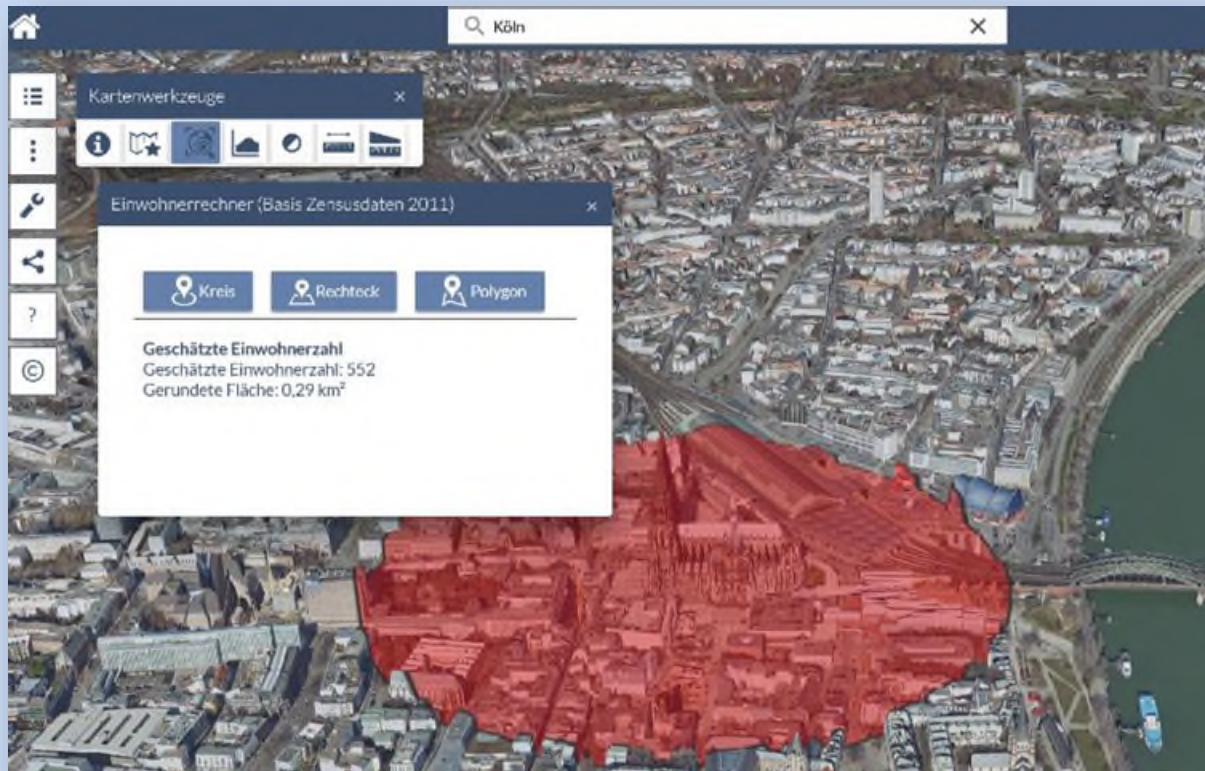 Köln
Kartenwerkzeuge
Einwohnerrechner (Basis Zensusdaten 2011)
Kreis Rechteck Polygon
Geschätzte Einwohnerzahl
Geschätzte Einwohnerzahl: 552
Gerundete Fläche: 0,29 km²
?
©